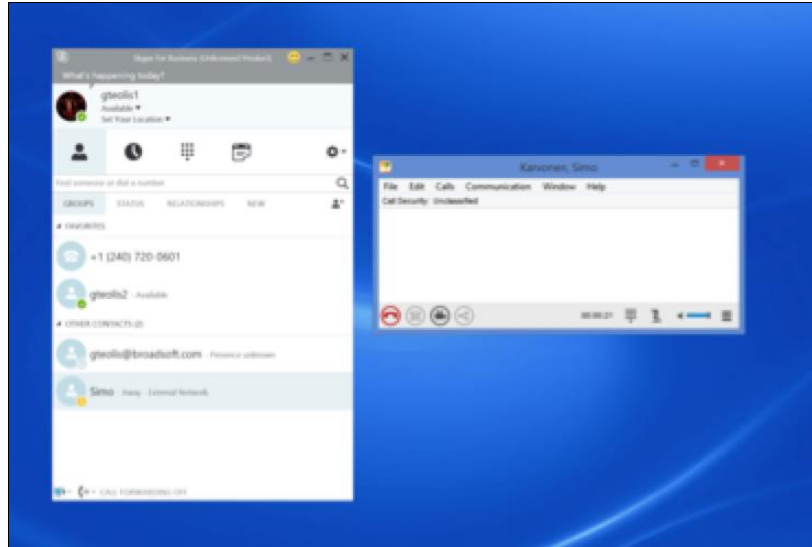 Skype for Business (Unlicensed Product)
What's happening today?
gteolis1
Available
Set Your Location
Find someone or dial a number
GROUPS STATUS RELATIONSHIPS NEW
FAVORITES
+1 (240) 720-0601
gteolis2 - Available
OTHER CONTACTS (2)
gteolis@broadsoft.com - Presence unknown
Simo - Away - External Network
CALL FORWARDING OFF
Karvonen, Simo
File Edit Calls Communication Window Help
Call Security: Unclassified
00:00:21